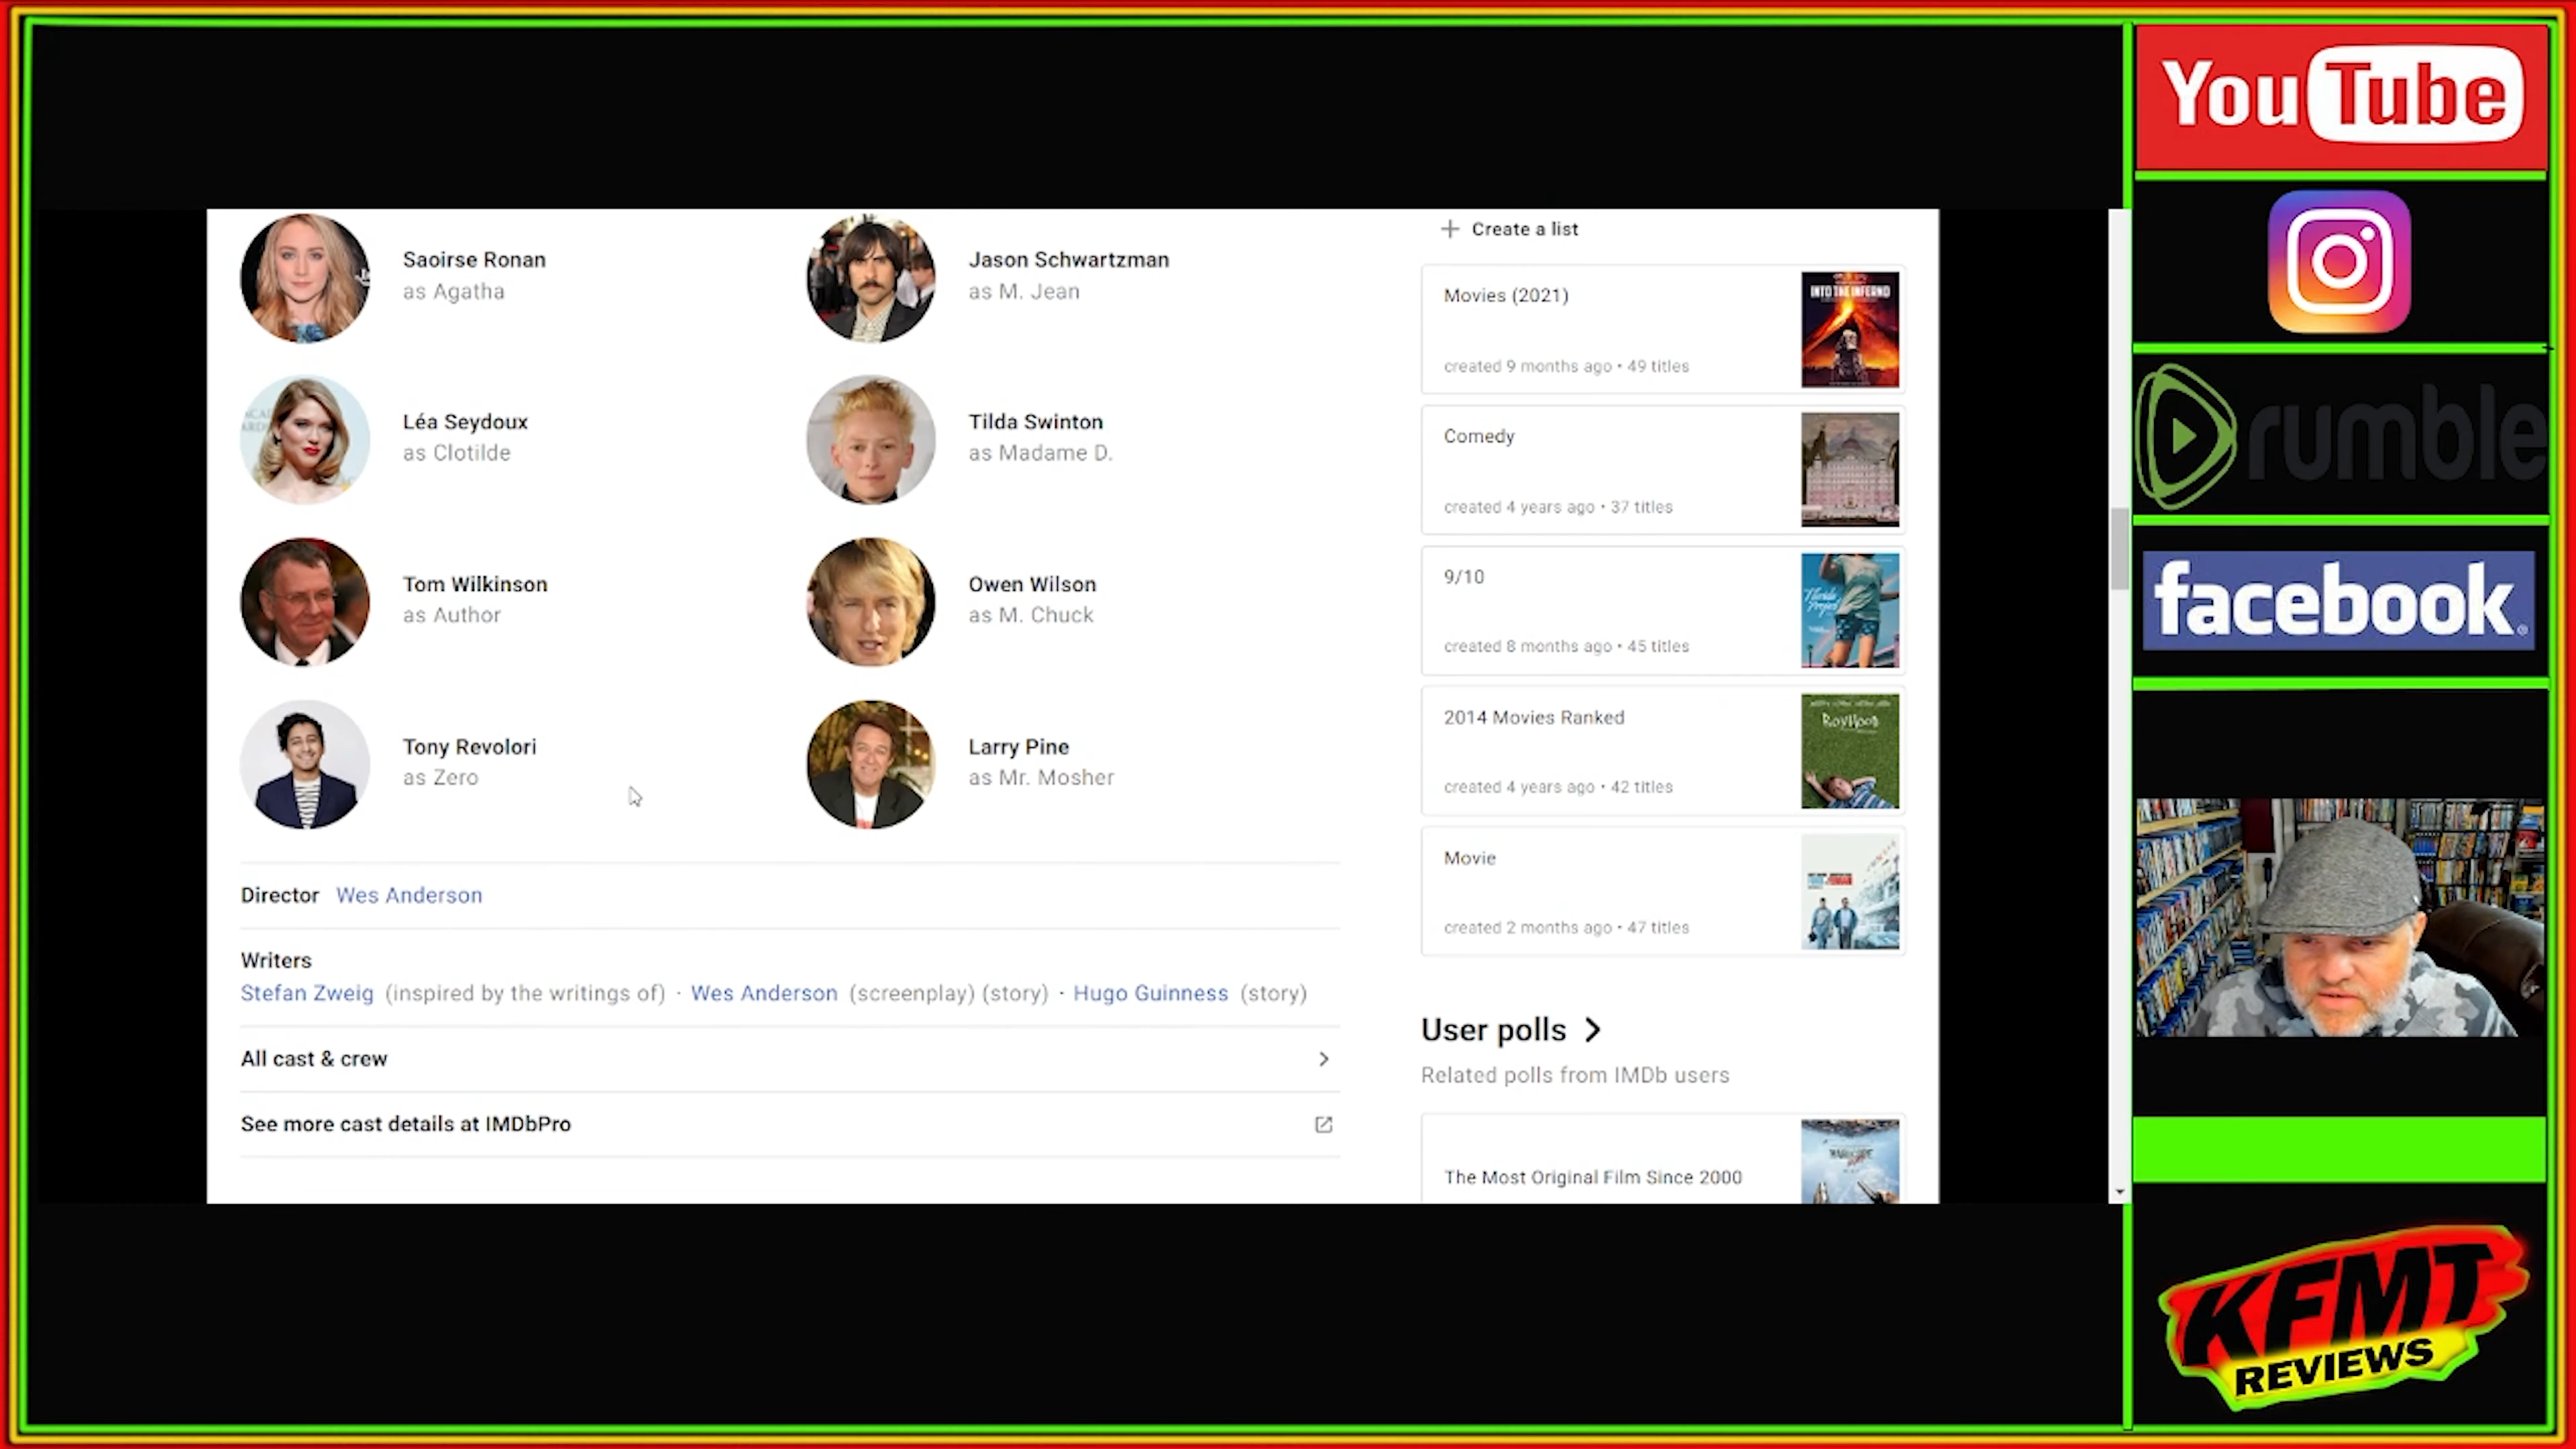 Saoirse Ronan
as Agatha
Jason Schwartzman
as M. Jean
Léa Seydoux
as Clotilde
Tilda Swinton
as Madame D.
Tom Wilkinson
as Author
Owen Wilson
as M. Chuck
Tony Revolori
as Zero
Larry Pine
as Mr. Mosher
Director Wes Anderson
Writers
Stefan Zweig (inspired by the writings of) · Wes Anderson (screenplay) (story) · Hugo Guinness (story)
All cast & crew
See more cast details at IMDbPro
Create a list
Movies (2021)
created 9 months ago • 49 titles
INTO THE INFERNO
Comedy
created 4 years ago • 37 titles
9/10
created 8 months ago • 45 titles
2014 Movies Ranked
created 4 years ago • 42 titles
BOYHOOD
Movie
created 2 months ago • 47 titles
User polls
Related polls from IMDb users
The Most Original Film Since 2000
YouTube
rumble
facebook
KFMT
REVIEWS